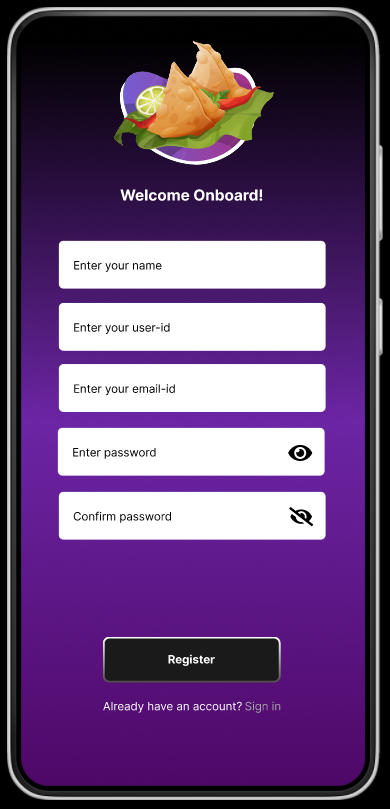 Welcome Onboard!
Enter your name
Enter your user-id
Enter your email-id
Enter password
Confirm password
Register
Already have an account? Sign in